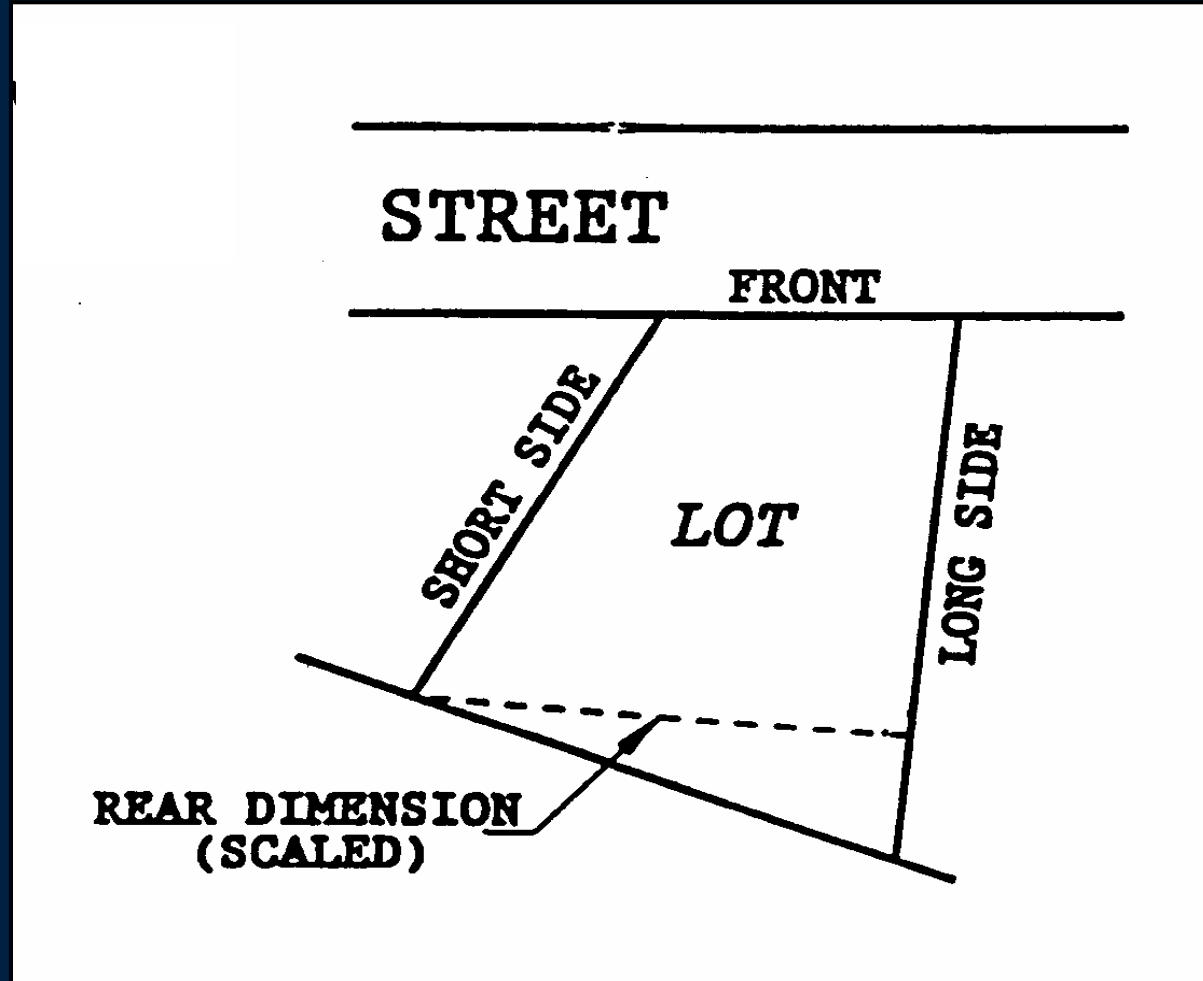 STREET
FRONT
SHORT SIDE
LOT
LONG SIDE
REAR DIMENSION
(SCALED)